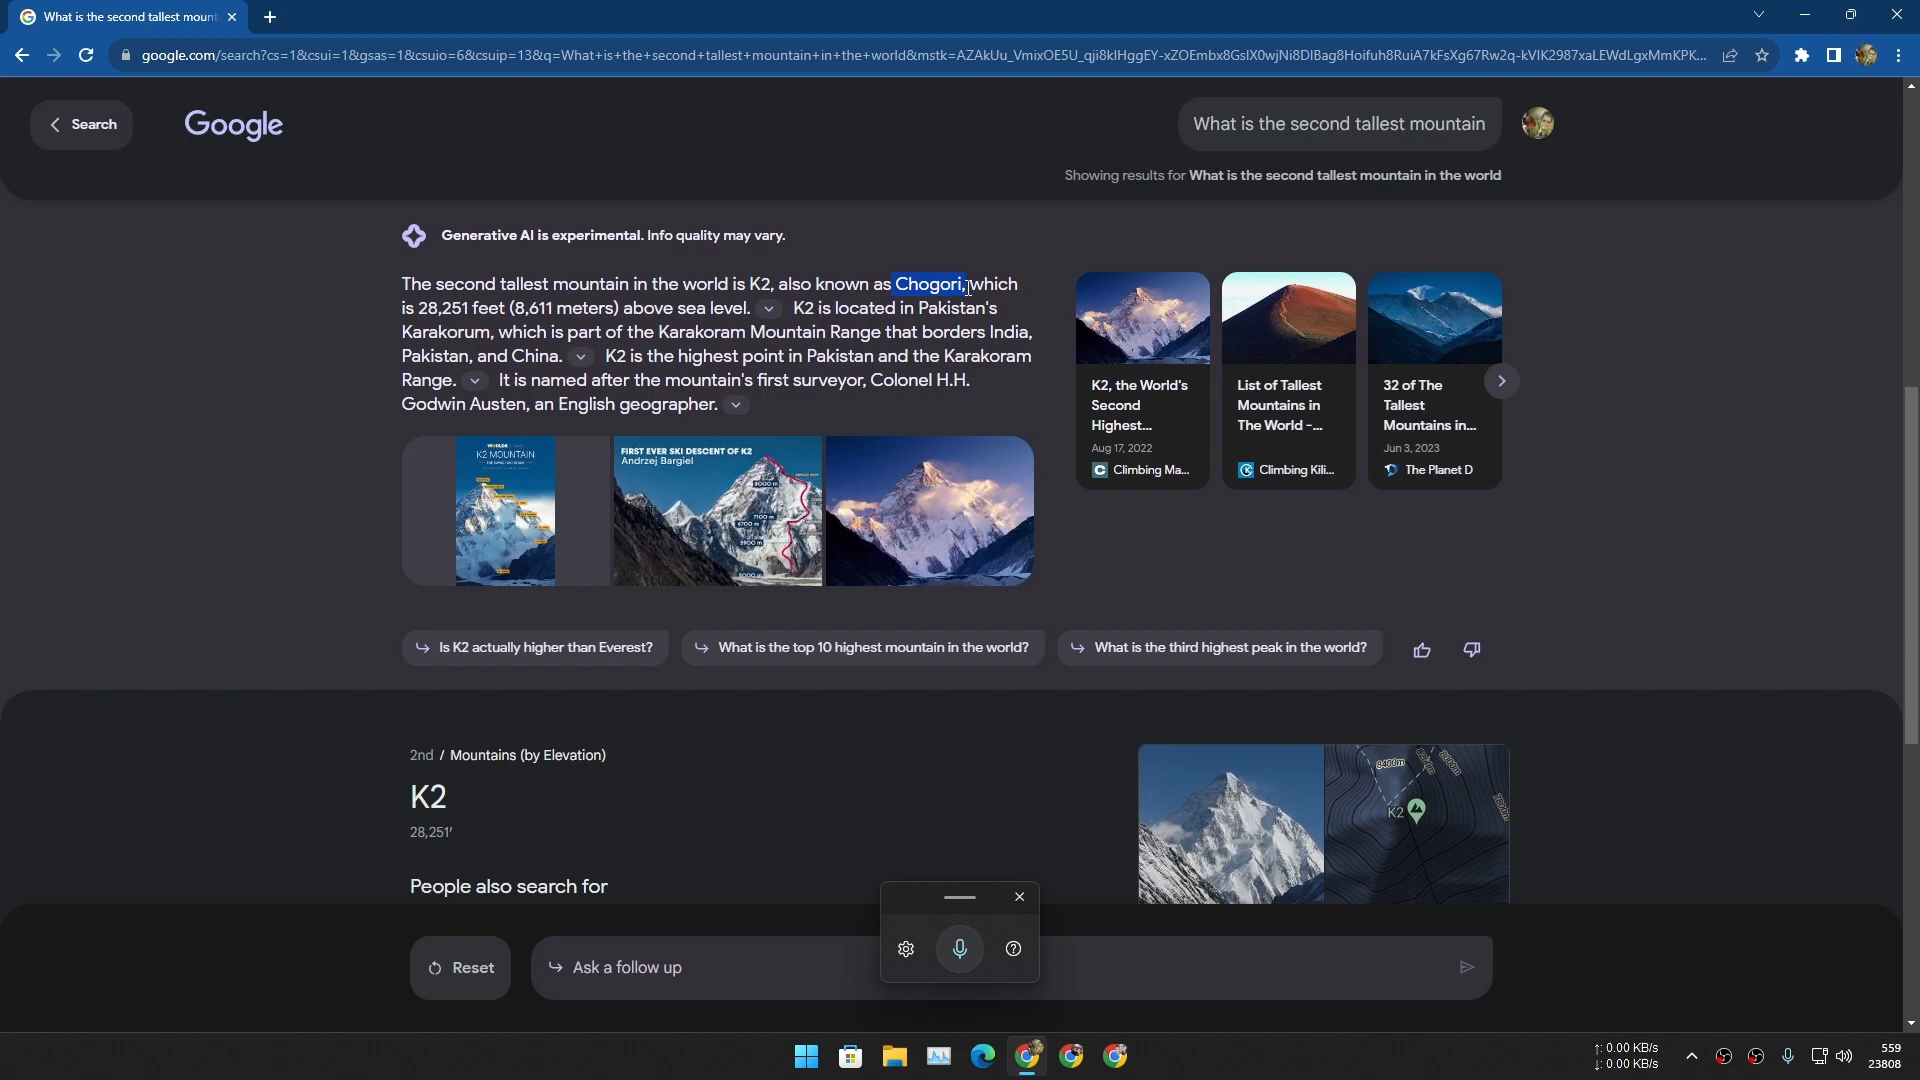 What is the second tallest mount
google.com/search?cs=1&csui=1&gsas=1&csuio=6&csuip=13&q=What+is+the+second+tallest+mountain+in+the+world&mstk=AZAkUu_VmixOE5U_qji8klHggEY-xZOEmbx8GslX0wjNi8DlBag8Hoifuh8RuiA7kFsXg67Rw2q-kVlK2987xaLEWdLgxMmKPK...
Search
Google
What is the second tallest mountain
Showing results for What is the second tallest mountain in the world
Generative AI is experimental. Info quality may vary.
The second tallest mountain in the world is K2, also known as Chogori, which
is 28,251 feet (8,611 meters) above sea level. K2 is located in Pakistan's
Karakorum, which is part of the Karakoram Mountain Range that borders India,
Pakistan, and China. K2 is the highest point in Pakistan and the Karakoram
Range. It is named after the mountain's first surveyor, Colonel H.H.
Godwin Austen, an English geographer.
K2, the World's
Second
Highest...
Aug 17, 2022
Climbing Ma...
List of Tallest
Mountains in
The World -...
Climbing Kili...
32 of The
Tallest
Mountains in...
Jun 3, 2023
The Planet D
K2 MOUNTAIN
FIRST EVER SKI DESCENT OF K2
Andrzej Bargiel
8000 m
7100 m
6700 m
5900 m
5000 m
Is K2 actually higher than Everest?
What is the top 10 highest mountain in the world?
What is the third highest peak in the world?
2nd / Mountains (by Elevation)
K2
28,251′
8400m
K2
People also search for
Reset
Ask a follow up
↑: 0.00 KB/s
↓: 0.00 KB/s
559
23808